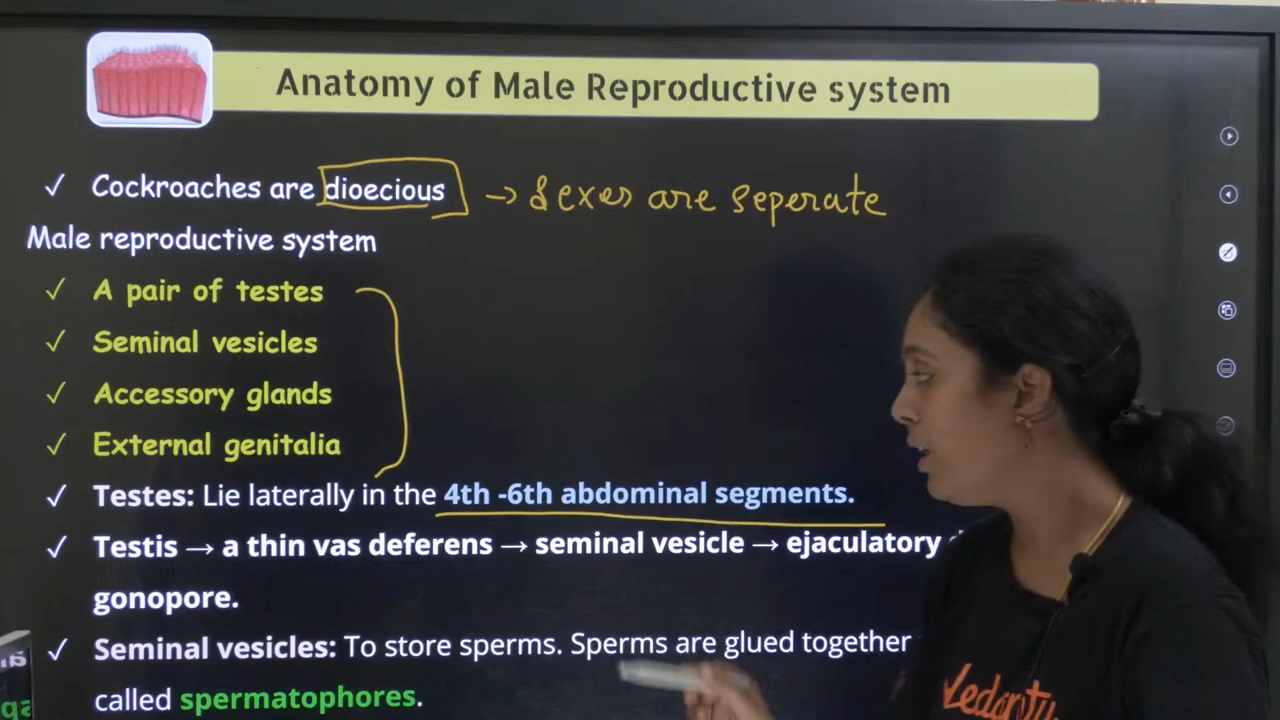 Anatomy of Male Reproductive system
✓ Cockroaches are dioecious → Sexes are seperate
Male reproductive system
✓ A pair of testes
✓ Seminal vesicles
✓ Accessory glands
✓ External genitalia
✓ Testes: Lie laterally in the 4th -6th abdominal segments.
✓ Testis → a thin vas deferens → seminal vesicle → ejaculatory
gonopore.
✓ Seminal vesicles: To store sperms. Sperms are glued together
called spermatophores.